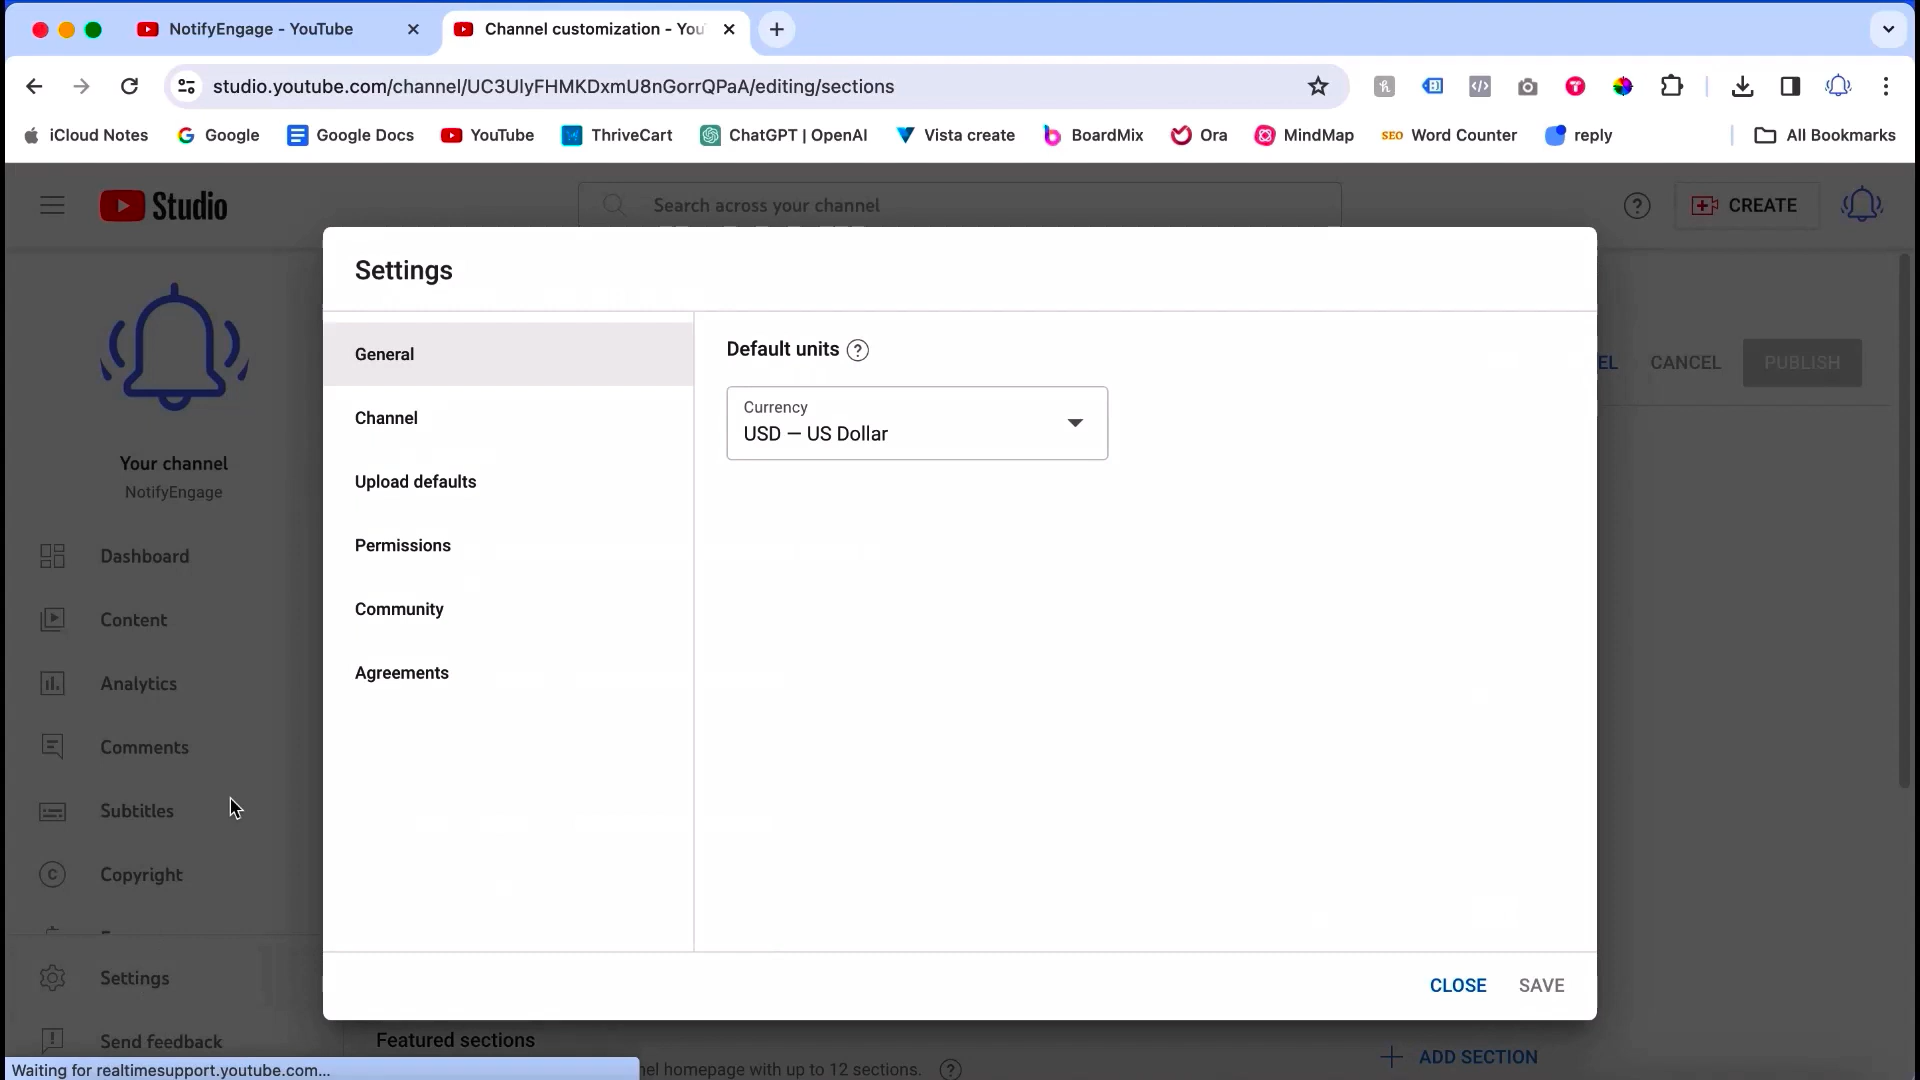 NotifyEngage - YouTube
Channel customization - You
studio.youtube.com/channel/UC3UlyFHMKDxmU8nGorrQPaA/editing/sections
iCloud Notes
Google
Google Docs
YouTube
ThriveCart
ChatGPT | OpenAI
Vista create
BoardMix
Ora
MindMap
SEO Word Counter
reply
All Bookmarks
Studio
Search across your channel
CREATE
Settings
General
Default units
Currency
USD — US Dollar
Channel
Upload defaults
Permissions
Community
Agreements
EL
CANCEL
PUBLISH
Your channel
NotifyEngage
Dashboard
Content
Analytics
Comments
Subtitles
Copyright
Settings
Send feedback
CLOSE
SAVE
Featured sections
nel homepage with up to 12 sections.
ADD SECTION
Waiting for realtimesupport.youtube.com...